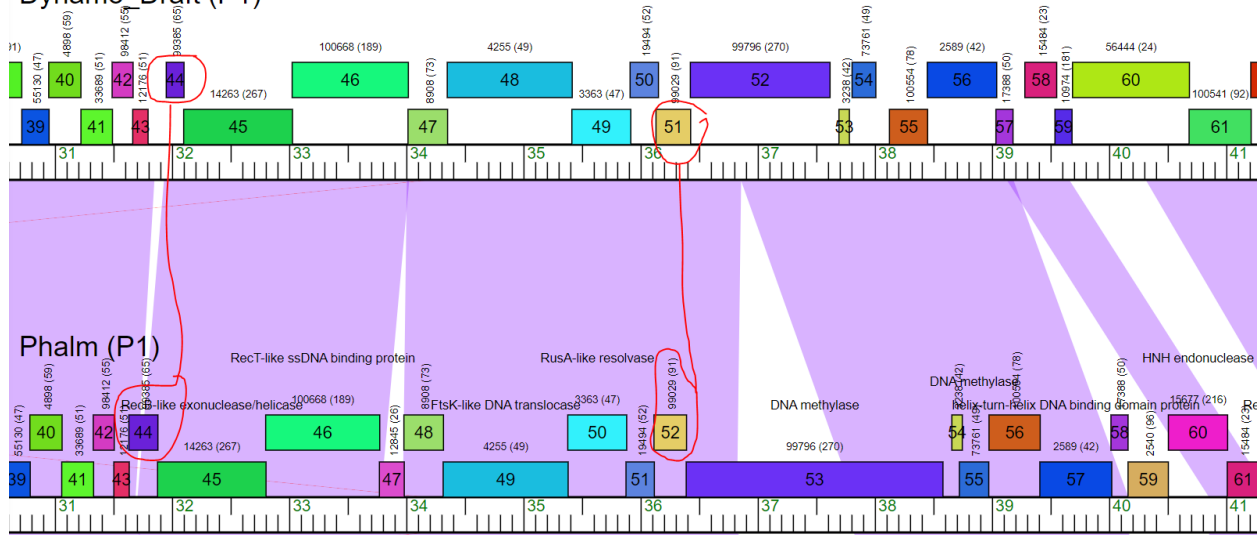 Dynamo_Draft (P1)
4898 (59) 98412 (55) 99385 (65) 100668 (189) 4255 (49) 19494 (52) 99796 (270) 73761 (49) 2589 (42) 15484 (23) 56444 (24)
40 42 44 46 48 50 52 54 56 58 60
55130 (47) 33689 (51) 12176 (51) 14263 (267) 8908 (73) 3363 (47) 99029 (91) 3238 (42) 100554 (78) 17388 (50) 10974 (181) 100541 (92)
39 41 43 45 47 49 51 53 55 57 59 61
31 32 33 34 35 36 37 38 39 40 41
Phalm (P1)
RecT-like ssDNA binding protein RusA-like resolvase HNH endonuclease
DNA methylase
RecB-like exonuclease/helicase FtsK-like DNA translocase DNA methylase helix-turn-helix DNA binding domain protein
4898 (59) 98412 (55) 99385 (65) 100668 (189) 8908 (73) 3363 (47) 99029 (91) 3238 (42) 100554 (78) 17388 (50) 15677 (216)
40 42 44 46 48 50 52 54 56 58 60
55130 (47) 33689 (51) 12176 (51) 14263 (267) 12845 (26) 4255 (49) 19494 (52) 99796 (270) 73761 (49) 2589 (42) 2540 (96) 15484 (23)
39 41 43 45 47 49 51 53 55 57 59 61
31 32 33 34 35 36 37 38 39 40 41